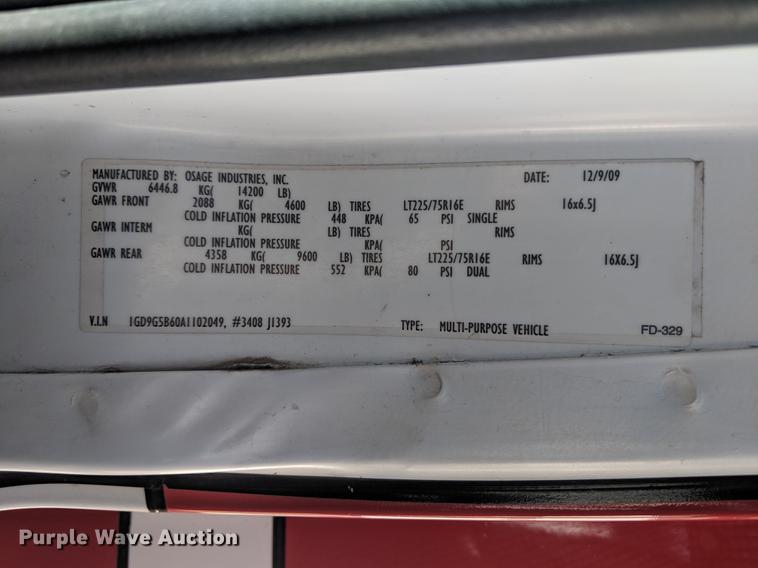 MANUFACTURED BY: OSAGE INDUSTRIES, INC. DATE: 12/9/09
GVWR 6446.8 KG( 14200 LB)
GAWR FRONT 2088 KG( 4600 LB) TIRES LT225/75R16E RIMS 16x6.5J
COLD INFLATION PRESSURE 448 KPA( 65 PSI SINGLE
GAWR INTERM KG( LB) TIRES RIMS
COLD INFLATION PRESSURE KPA( PSI
GAWR REAR 4358 KG( 9600 LB) TIRES LT225/75R16E RIMS 16X6.5J
COLD INFLATION PRESSURE 552 KPA( 80 PSI DUAL
V.I.N 1GD9G5B60A1102049, #3408 J1393 TYPE: MULTI-PURPOSE VEHICLE FD-329
Purple Wave Auction